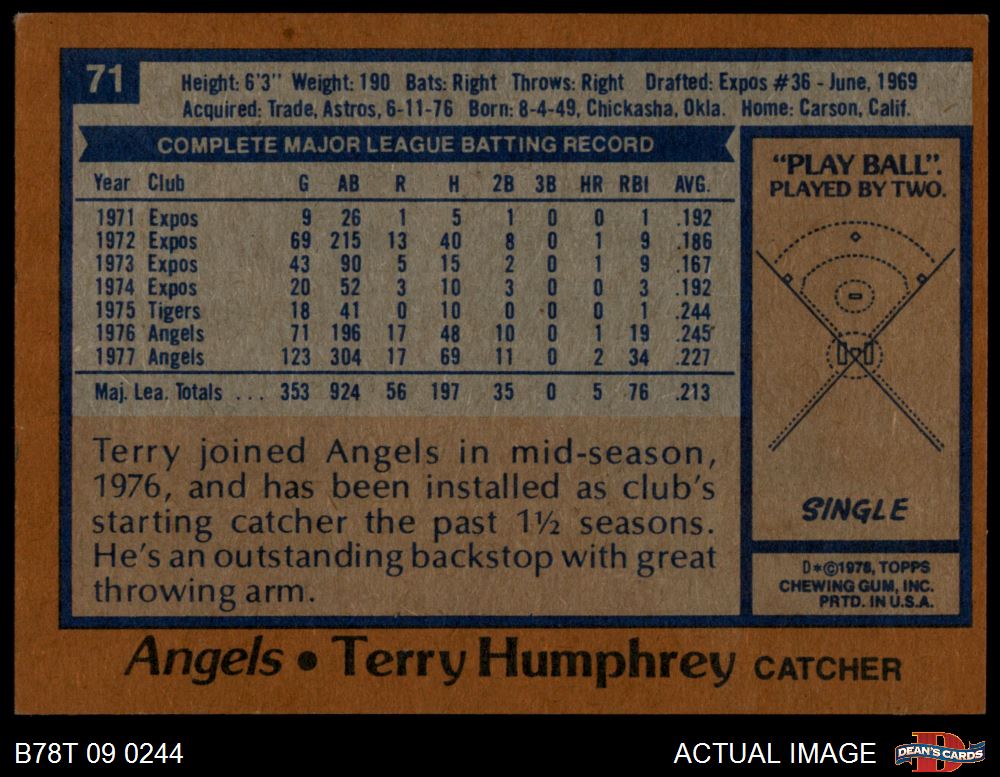 71
Height: 6'3" Weight: 190 Bats: Right Throws: Right Drafted: Expos #36 - June, 1969
Acquired: Trade, Astros, 6-11-76 Born: 8-4-49, Chickasha, Okla. Home: Carson, Calif.
COMPLETE MAJOR LEAGUE BATTING RECORD
Year Club G AB R H 2B 3B HR RBI AVG.
1971 Expos 9 26 1 5 1 0 0 1 .192
1972 Expos 69 215 13 40 8 0 1 9 .186
1973 Expos 43 90 5 15 2 0 1 9 .167
1974 Expos 20 52 3 10 3 0 0 3 .192
1975 Tigers 18 41 0 10 0 0 0 1 .244
1976 Angels 71 196 17 48 10 0 1 19 .245
1977 Angels 123 304 17 69 11 0 2 34 .227
Maj. Lea. Totals ... 353 924 56 197 35 0 5 76 .213
Terry joined Angels in mid-season,
1976, and has been installed as club's
starting catcher the past 1½ seasons.
He's an outstanding backstop with great
throwing arm.
"PLAY BALL".
PLAYED BY TWO.
SINGLE
D*©1978, TOPPS
CHEWING GUM, INC.
PRTD. IN U.S.A.
Angels • Terry Humphrey CATCHER
B78T 09 0244
ACTUAL IMAGE
D
DEAN'S CARDS